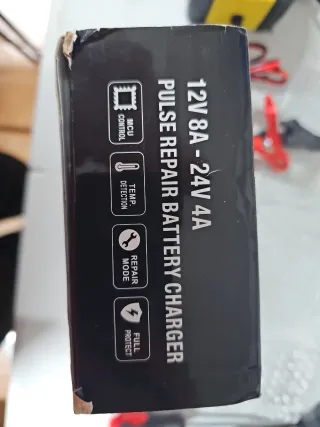 12V 8A - 24V 4A
PULSE REPAIR BATTERY CHARGER
MCU
CONTROL
TEMP.
DETECTION
REPAIR
MODE
FULL
PROTECT